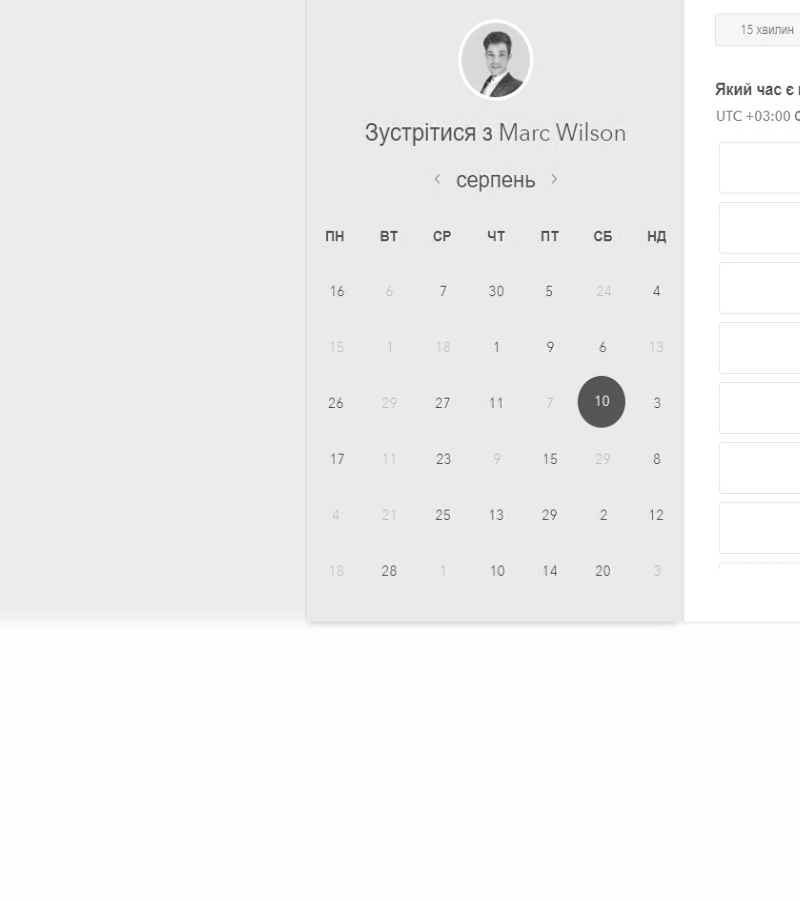 15 хвилин
Зустрітися з Marc Wilson
серпень
ПН ВТ СР ЧТ ПТ СБ НД
16 6 7 30 5 24 4
15 1 18 1 9 6 13
26 29 27 11 7 10 3
17 11 23 9 15 29 8
4 21 25 13 29 2 12
18 28 1 10 14 20 3
Який час є
UTC +03:00